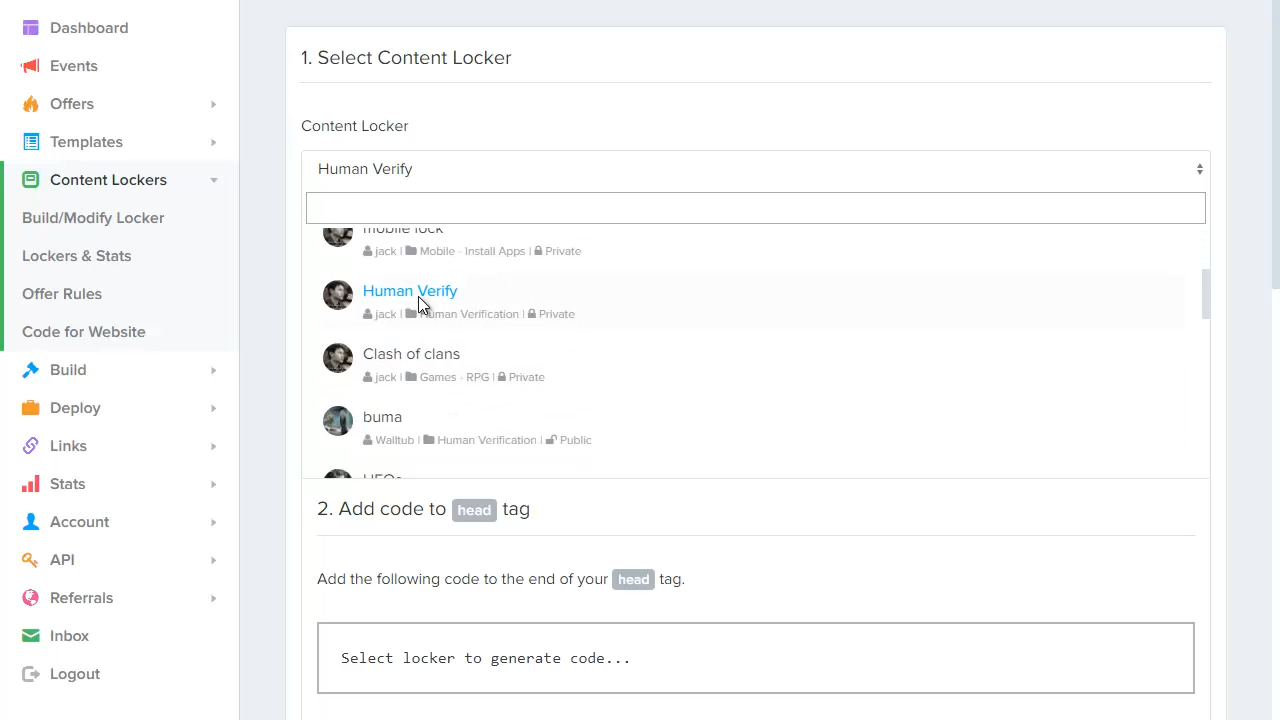 Dashboard
Events
Offers
Templates
Content Lockers
Build/Modify Locker
Lockers & Stats
Offer Rules
Code for Website
Build
Deploy
Links
Stats
Account
API
Referrals
Inbox
Logout
1. Select Content Locker
Content Locker
Human Verify
mobile lock
jack | Mobile - Install Apps | Private
Human Verify
jack | Human Verification | Private
Clash of clans
jack | Games - RPG | Private
buma
Walltub | Human Verification | Public
2. Add code to head tag
Add the following code to the end of your head tag.
Select locker to generate code...